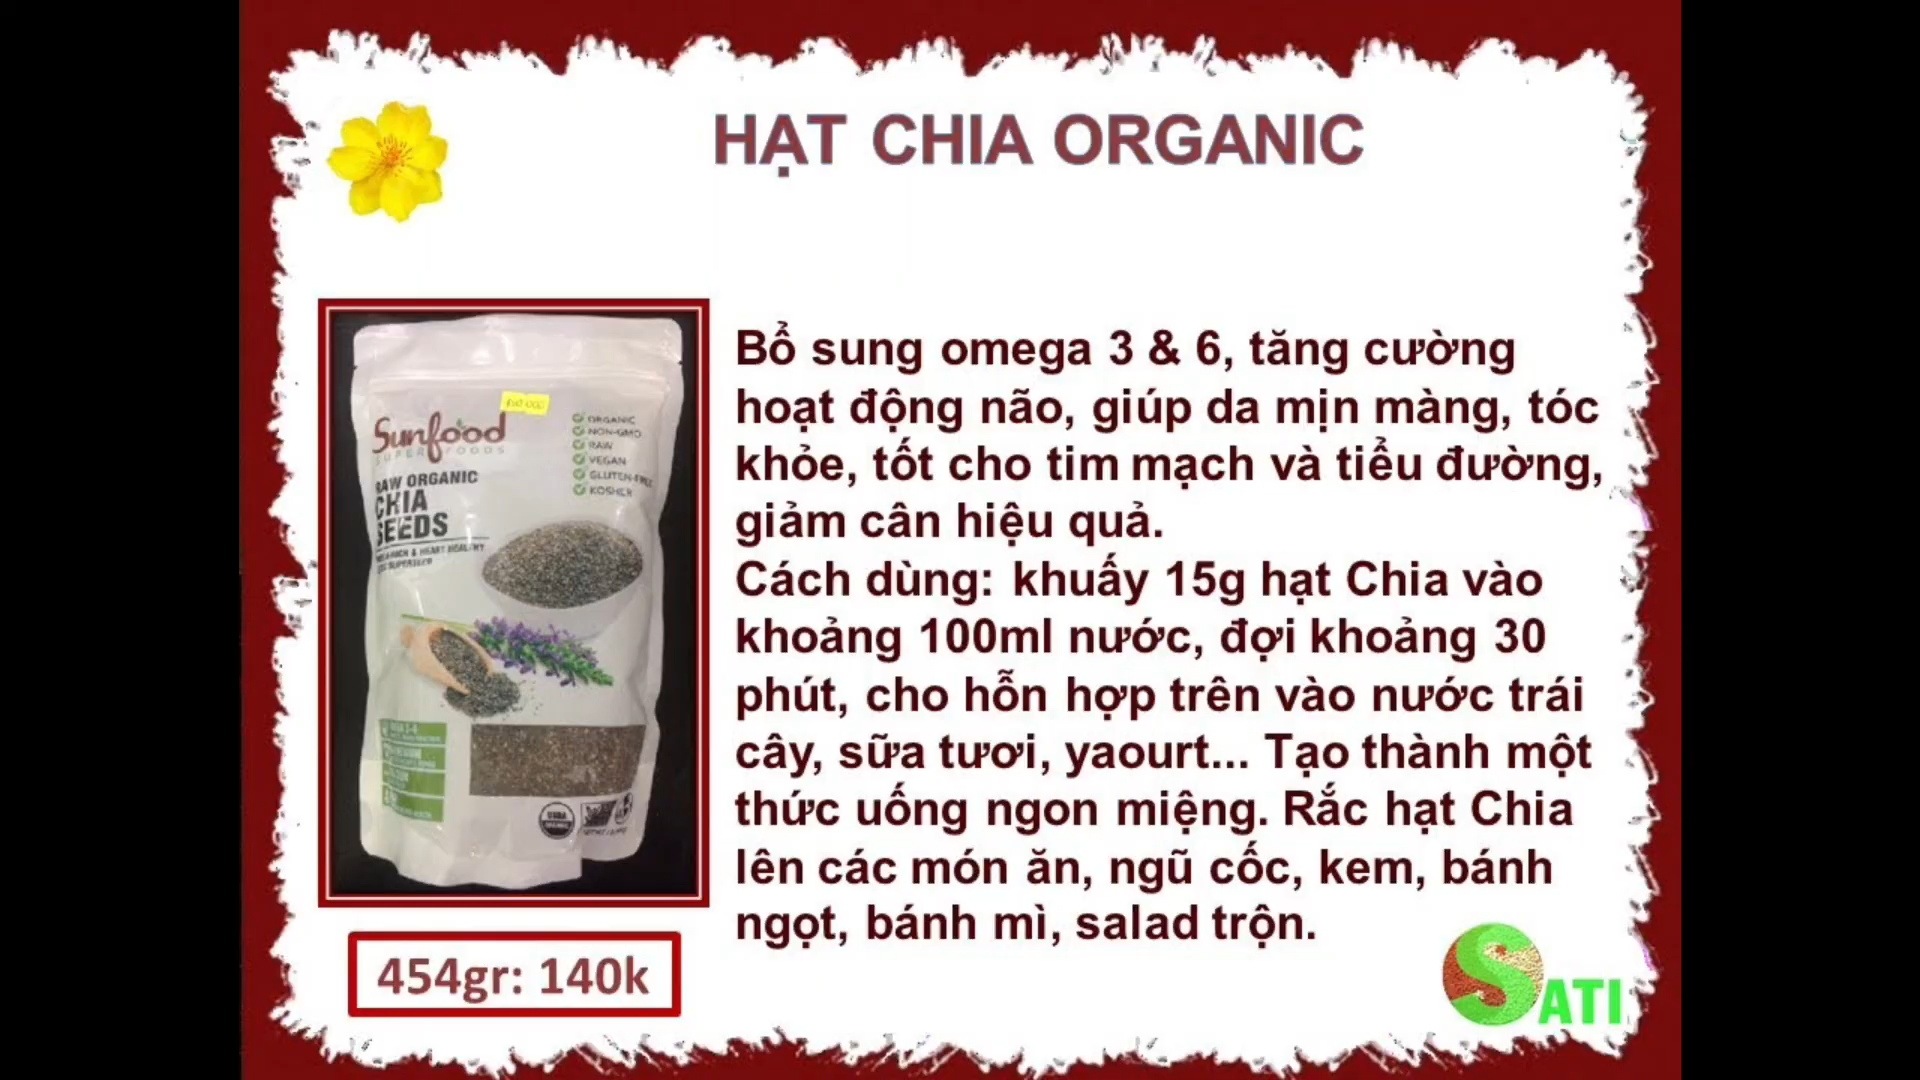 HẠT CHIA ORGANIC
Sunfood
SUPERFOODS
ORGANIC
NON-GMO
RAW
VEGAN
KOSHER
RAW ORGANIC
CHIA
SEEDS
Bổ sung omega 3 & 6, tăng cường
hoạt động não, giúp da mịn màng, tóc
khỏe, tốt cho tim mạch và tiểu đường,
giảm cân hiệu quả.
Cách dùng: khuấy 15g hạt Chia vào
khoảng 100ml nước, đợi khoảng 30
phút, cho hỗn hợp trên vào nước trái
cây, sữa tươi, yaourt... Tạo thành một
thức uống ngon miệng. Rắc hạt Chia
lên các món ăn, ngũ cốc, kem, bánh
ngọt, bánh mì, salad trộn.
454gr: 140k
SATI